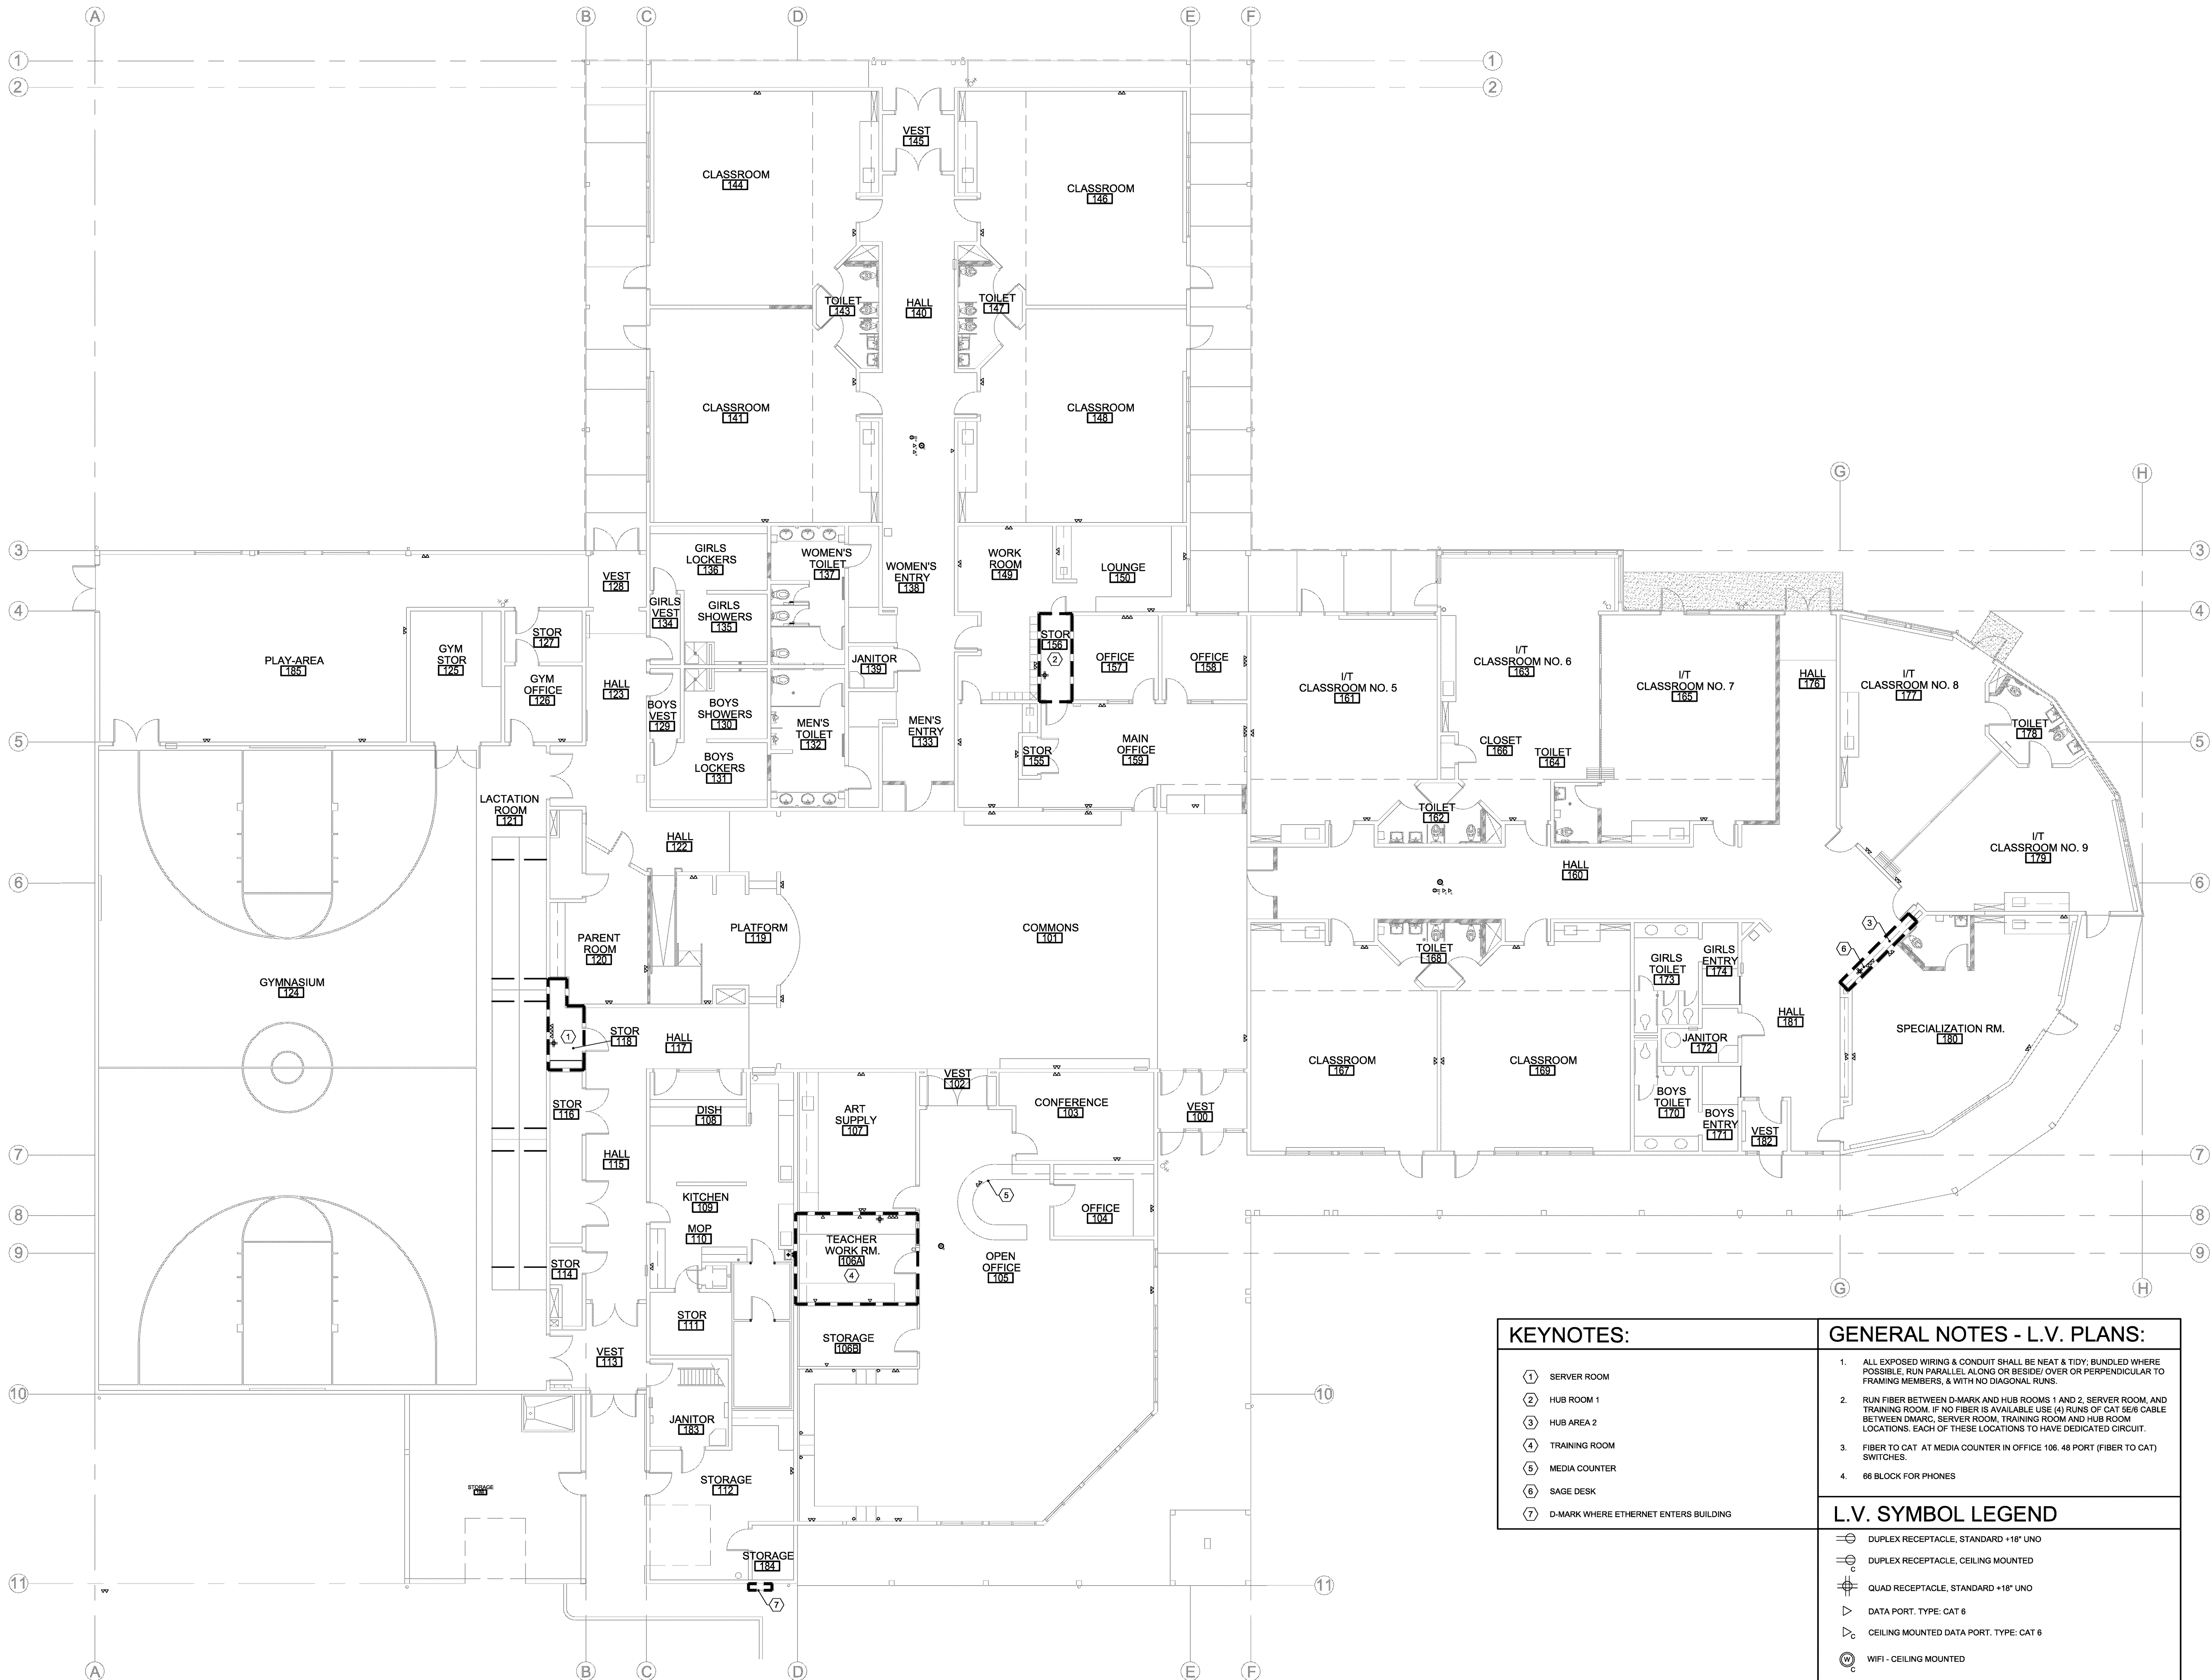 A
B
C
D
E
F
1
1
2
2
VEST
145
CLASSROOM
144
CLASSROOM
146
TOILET
143
HALL
140
TOILET
147
CLASSROOM
141
CLASSROOM
148
G
H
3
3
GIRLS
LOCKERS
136
WOMEN'S
TOILET
137
WOMEN'S
ENTRY
138
WORK
ROOM
149
LOUNGE
150
VEST
128
4
4
GIRLS
VEST
134
GIRLS
SHOWERS
135
STOR
127
STOR
156
2
PLAY-AREA
185
GYM
STOR
125
GYM
OFFICE
126
HALL
123
JANITOR
139
OFFICE
157
OFFICE
158
I/T
CLASSROOM NO. 5
161
I/T
CLASSROOM NO. 6
163
I/T
CLASSROOM NO. 7
165
HALL
176
I/T
CLASSROOM NO. 8
177
BOYS
VEST
129
BOYS
SHOWERS
130
MEN'S
TOILET
132
MEN'S
ENTRY
133
TOILET
178
5
5
BOYS
LOCKERS
131
STOR
155
MAIN
OFFICE
159
CLOSET
166
TOILET
164
LACTATION
ROOM
121
TOILET
162
HALL
122
I/T
CLASSROOM NO. 9
179
HALL
160
6
6
PLATFORM
119
COMMONS
101
3
PARENT
ROOM
120
TOILET
168
6
GIRLS
TOILET
173
GIRLS
ENTRY
174
GYMNASIUM
124
1
STOR
118
HALL
117
HALL
181
SPECIALIZATION RM.
180
JANITOR
172
CLASSROOM
167
CLASSROOM
169
VEST
102
STOR
116
DISH
108
ART
SUPPLY
107
CONFERENCE
103
VEST
100
BOYS
TOILET
170
BOYS
ENTRY
171
VEST
182
HALL
115
7
7
KITCHEN
109
5
OFFICE
104
8
8
MOP
110
TEACHER
WORK RM.
106A
4
OPEN
OFFICE
105
9
9
STOR
114
G
H
STOR
111
STORAGE
106B
VEST
113
10
10
JANITOR
183
STORAGE
112
STORAGE
STORAGE
184
11
11
7
A
B
C
D
E
F
KEYNOTES:
1 SERVER ROOM
2 HUB ROOM 1
3 HUB AREA 2
4 TRAINING ROOM
5 MEDIA COUNTER
6 SAGE DESK
7 D-MARK WHERE ETHERNET ENTERS BUILDING
GENERAL NOTES - L.V. PLANS:
1. ALL EXPOSED WIRING & CONDUIT SHALL BE NEAT & TIDY; BUNDLED WHERE
POSSIBLE, RUN PARALLEL ALONG OR BESIDE/ OVER OR PERPENDICULAR TO
FRAMING MEMBERS, & WITH NO DIAGONAL RUNS.
2. RUN FIBER BETWEEN D-MARK AND HUB ROOMS 1 AND 2, SERVER ROOM, AND
TRAINING ROOM. IF NO FIBER IS AVAILABLE USE (4) RUNS OF CAT 5E/6 CABLE
BETWEEN DMARC, SERVER ROOM, TRAINING ROOM AND HUB ROOM
LOCATIONS. EACH OF THESE LOCATIONS TO HAVE DEDICATED CIRCUIT.
3. FIBER TO CAT AT MEDIA COUNTER IN OFFICE 106. 48 PORT (FIBER TO CAT)
SWITCHES.
4. 66 BLOCK FOR PHONES
L.V. SYMBOL LEGEND
DUPLEX RECEPTACLE, STANDARD +18" UNO
C DUPLEX RECEPTACLE, CEILING MOUNTED
QUAD RECEPTACLE, STANDARD +18" UNO
DATA PORT. TYPE: CAT 6
C CEILING MOUNTED DATA PORT. TYPE: CAT 6
W C WIFI - CEILING MOUNTED